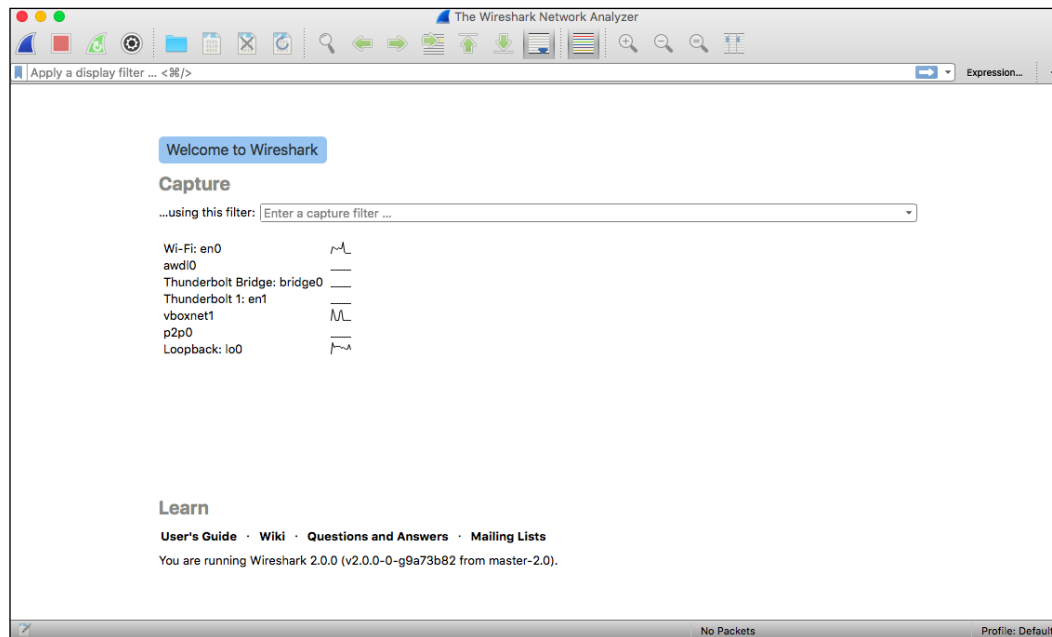 The Wireshark Network Analyzer
Apply a display filter ... <⌘/>
Expression...
Welcome to Wireshark
Capture
...using this filter: Enter a capture filter ...
Wi-Fi: en0
awdl0
Thunderbolt Bridge: bridge0
Thunderbolt 1: en1
vboxnet1
p2p0
Loopback: lo0
Learn
User's Guide · Wiki · Questions and Answers · Mailing Lists
You are running Wireshark 2.0.0 (v2.0.0-0-g9a73b82 from master-2.0).
No Packets
Profile: Default